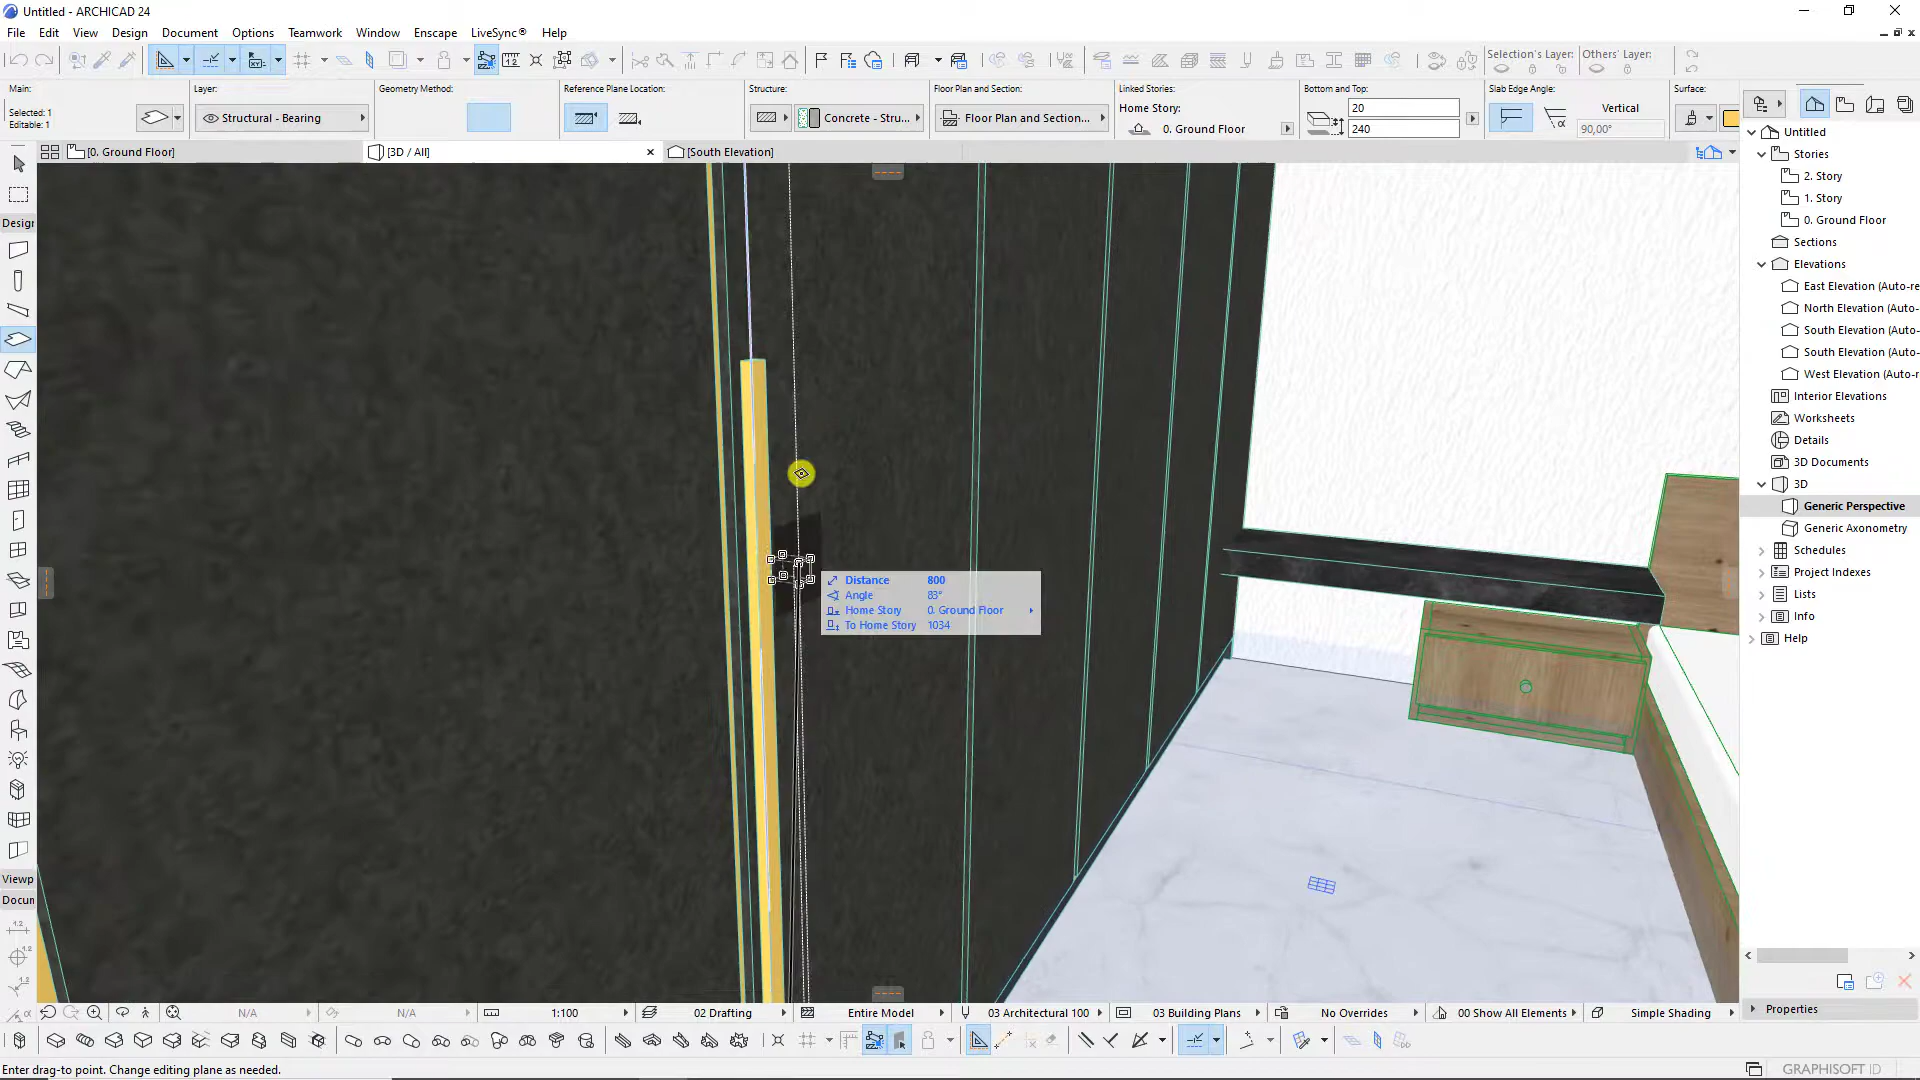 Untitled - ARCHICAD 24
File Edit View Design Document Options Teamwork Window Enscape LiveSync® Help
Selection's Layer: Others' Layer:
Main: Layer: Geometry Method: Reference Plane Location: Structure: Floor Plan and Section: Linked Stories: Bottom and Top: Slab Edge Angle: Surface:
Selected: 1
Editable: 1
Structural - Bearing
Concrete - Stru...
Floor Plan and Section...
Home Story:
0. Ground Floor
20
240
Vertical
90,00°
[0. Ground Floor] [3D / All] [South Elevation]
Design
Viewp
Docum
Distance 800
Angle 83°
Home Story 0. Ground Floor
To Home Story 1034
Untitled
Stories
2. Story
1. Story
0. Ground Floor
Sections
Elevations
East Elevation (Auto-re
North Elevation (Auto-
South Elevation (Auto-
South Elevation (Auto-
West Elevation (Auto-r
Interior Elevations
Worksheets
Details
3D Documents
3D
Generic Perspective
Generic Axonometry
Schedules
Project Indexes
Lists
Info
Help
Properties
N/A N/A 1:100 02 Drafting Entire Model 03 Architectural 100 03 Building Plans No Overrides 00 Show All Elements Simple Shading
Enter drag-to point. Change editing plane as needed.
GRAPHISOFT ID